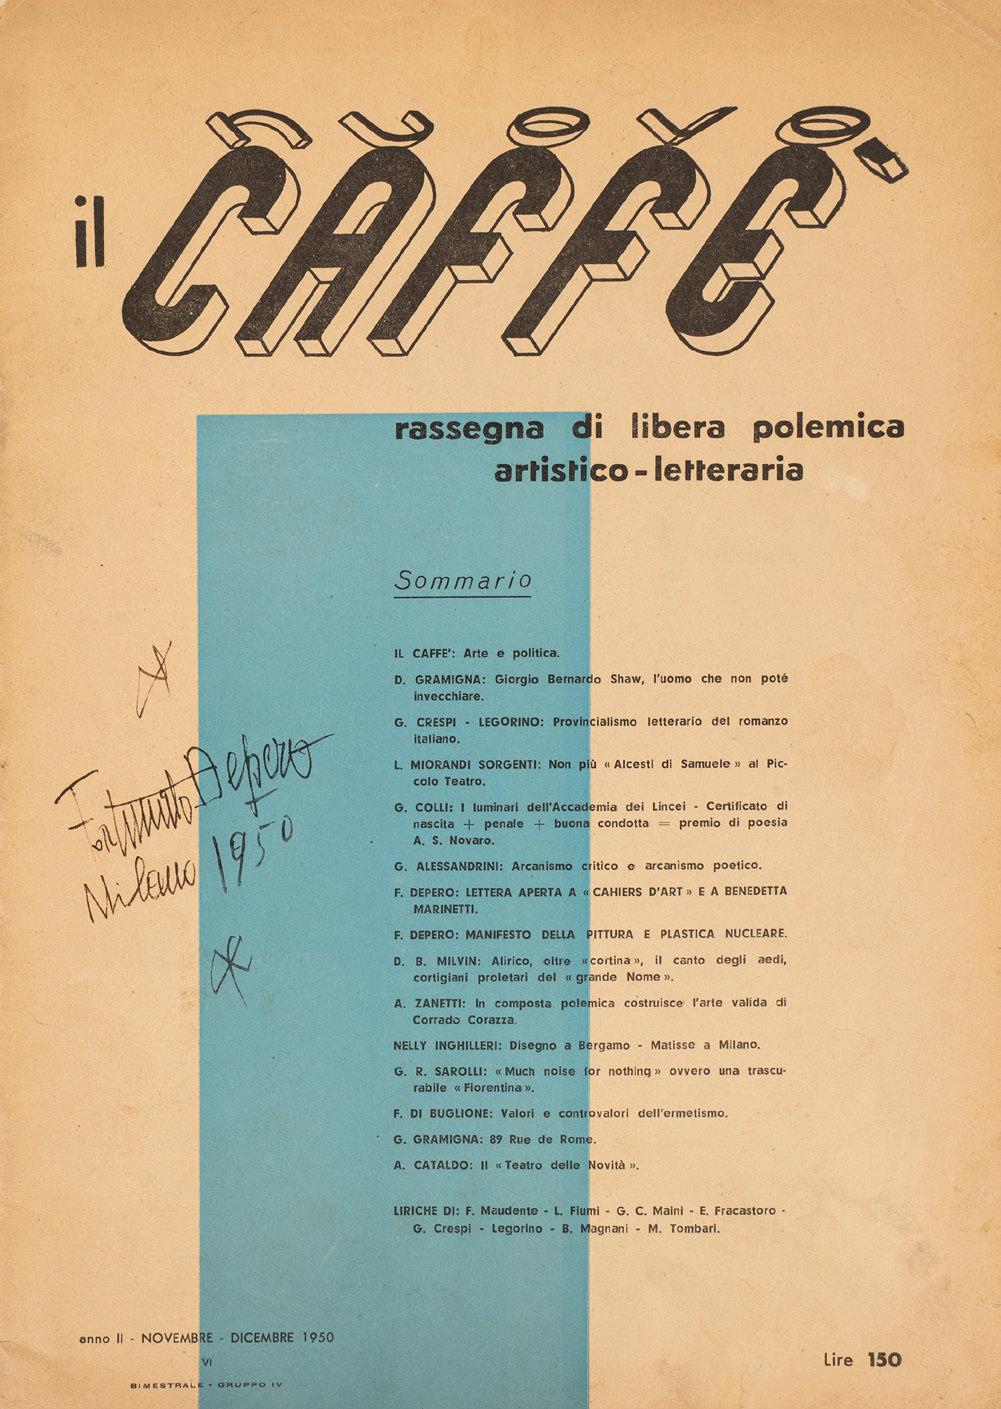 il CAFFÈ
rassegna di libera polemica
artistico-letteraria
Sommario
IL CAFFE': Arte e politica.
D. GRAMIGNA: Giorgio Bernardo Shaw, l'uomo che non poté
invecchiare.
G. CRESPI - LEGORINO: Provincialismo letterario del romanzo
italiano.
L. MIORANDI SORGENTI: Non più «Alcesti di Samuele» al Pic-
colo Teatro.
G. COLLI: I luminari dell'Accademia dei Lincei - Certificato di
nascita + penale + buona condotta = premio di poesia
A. S. Novaro.
G. ALESSANDRINI: Arcanismo critico e arcanismo poetico.
F. DEPERO: LETTERA APERTA A «CAHIERS D'ART» E A BENEDETTA
MARINETTI.
F. DEPERO: MANIFESTO DELLA PITTURA E PLASTICA NUCLEARE.
D. B. MILVIN: Alirico, oltre «cortina», il canto degli aedi,
cortigiani proletari del «grande Nome».
A. ZANETTI: In composta polemica costruisce l'arte valida di
Corrado Corazza.
NELLY INGHILLERI: Disegno a Bergamo - Matisse a Milano.
G. R. SAROLLI: «Much noise for nothing» ovvero una trascu-
rabile «Fiorentina».
F. DI BUGLIONE: Valori e controvalori dell'ermetismo.
G. GRAMIGNA: 89 Rue de Rome.
A. CATALDO: Il «Teatro delle Novità».
LIRICHE DI: F. Maudente - L. Fiumi - G. C. Maini - E. Fracastoro -
G. Crespi - Legorino - B. Magnani - M. Tombari.
Fortunato Depero
Milano 1950
anno II - NOVEMBRE - DICEMBRE 1950
VI
BIMESTRALE - GRUPPO IV
Lire 150